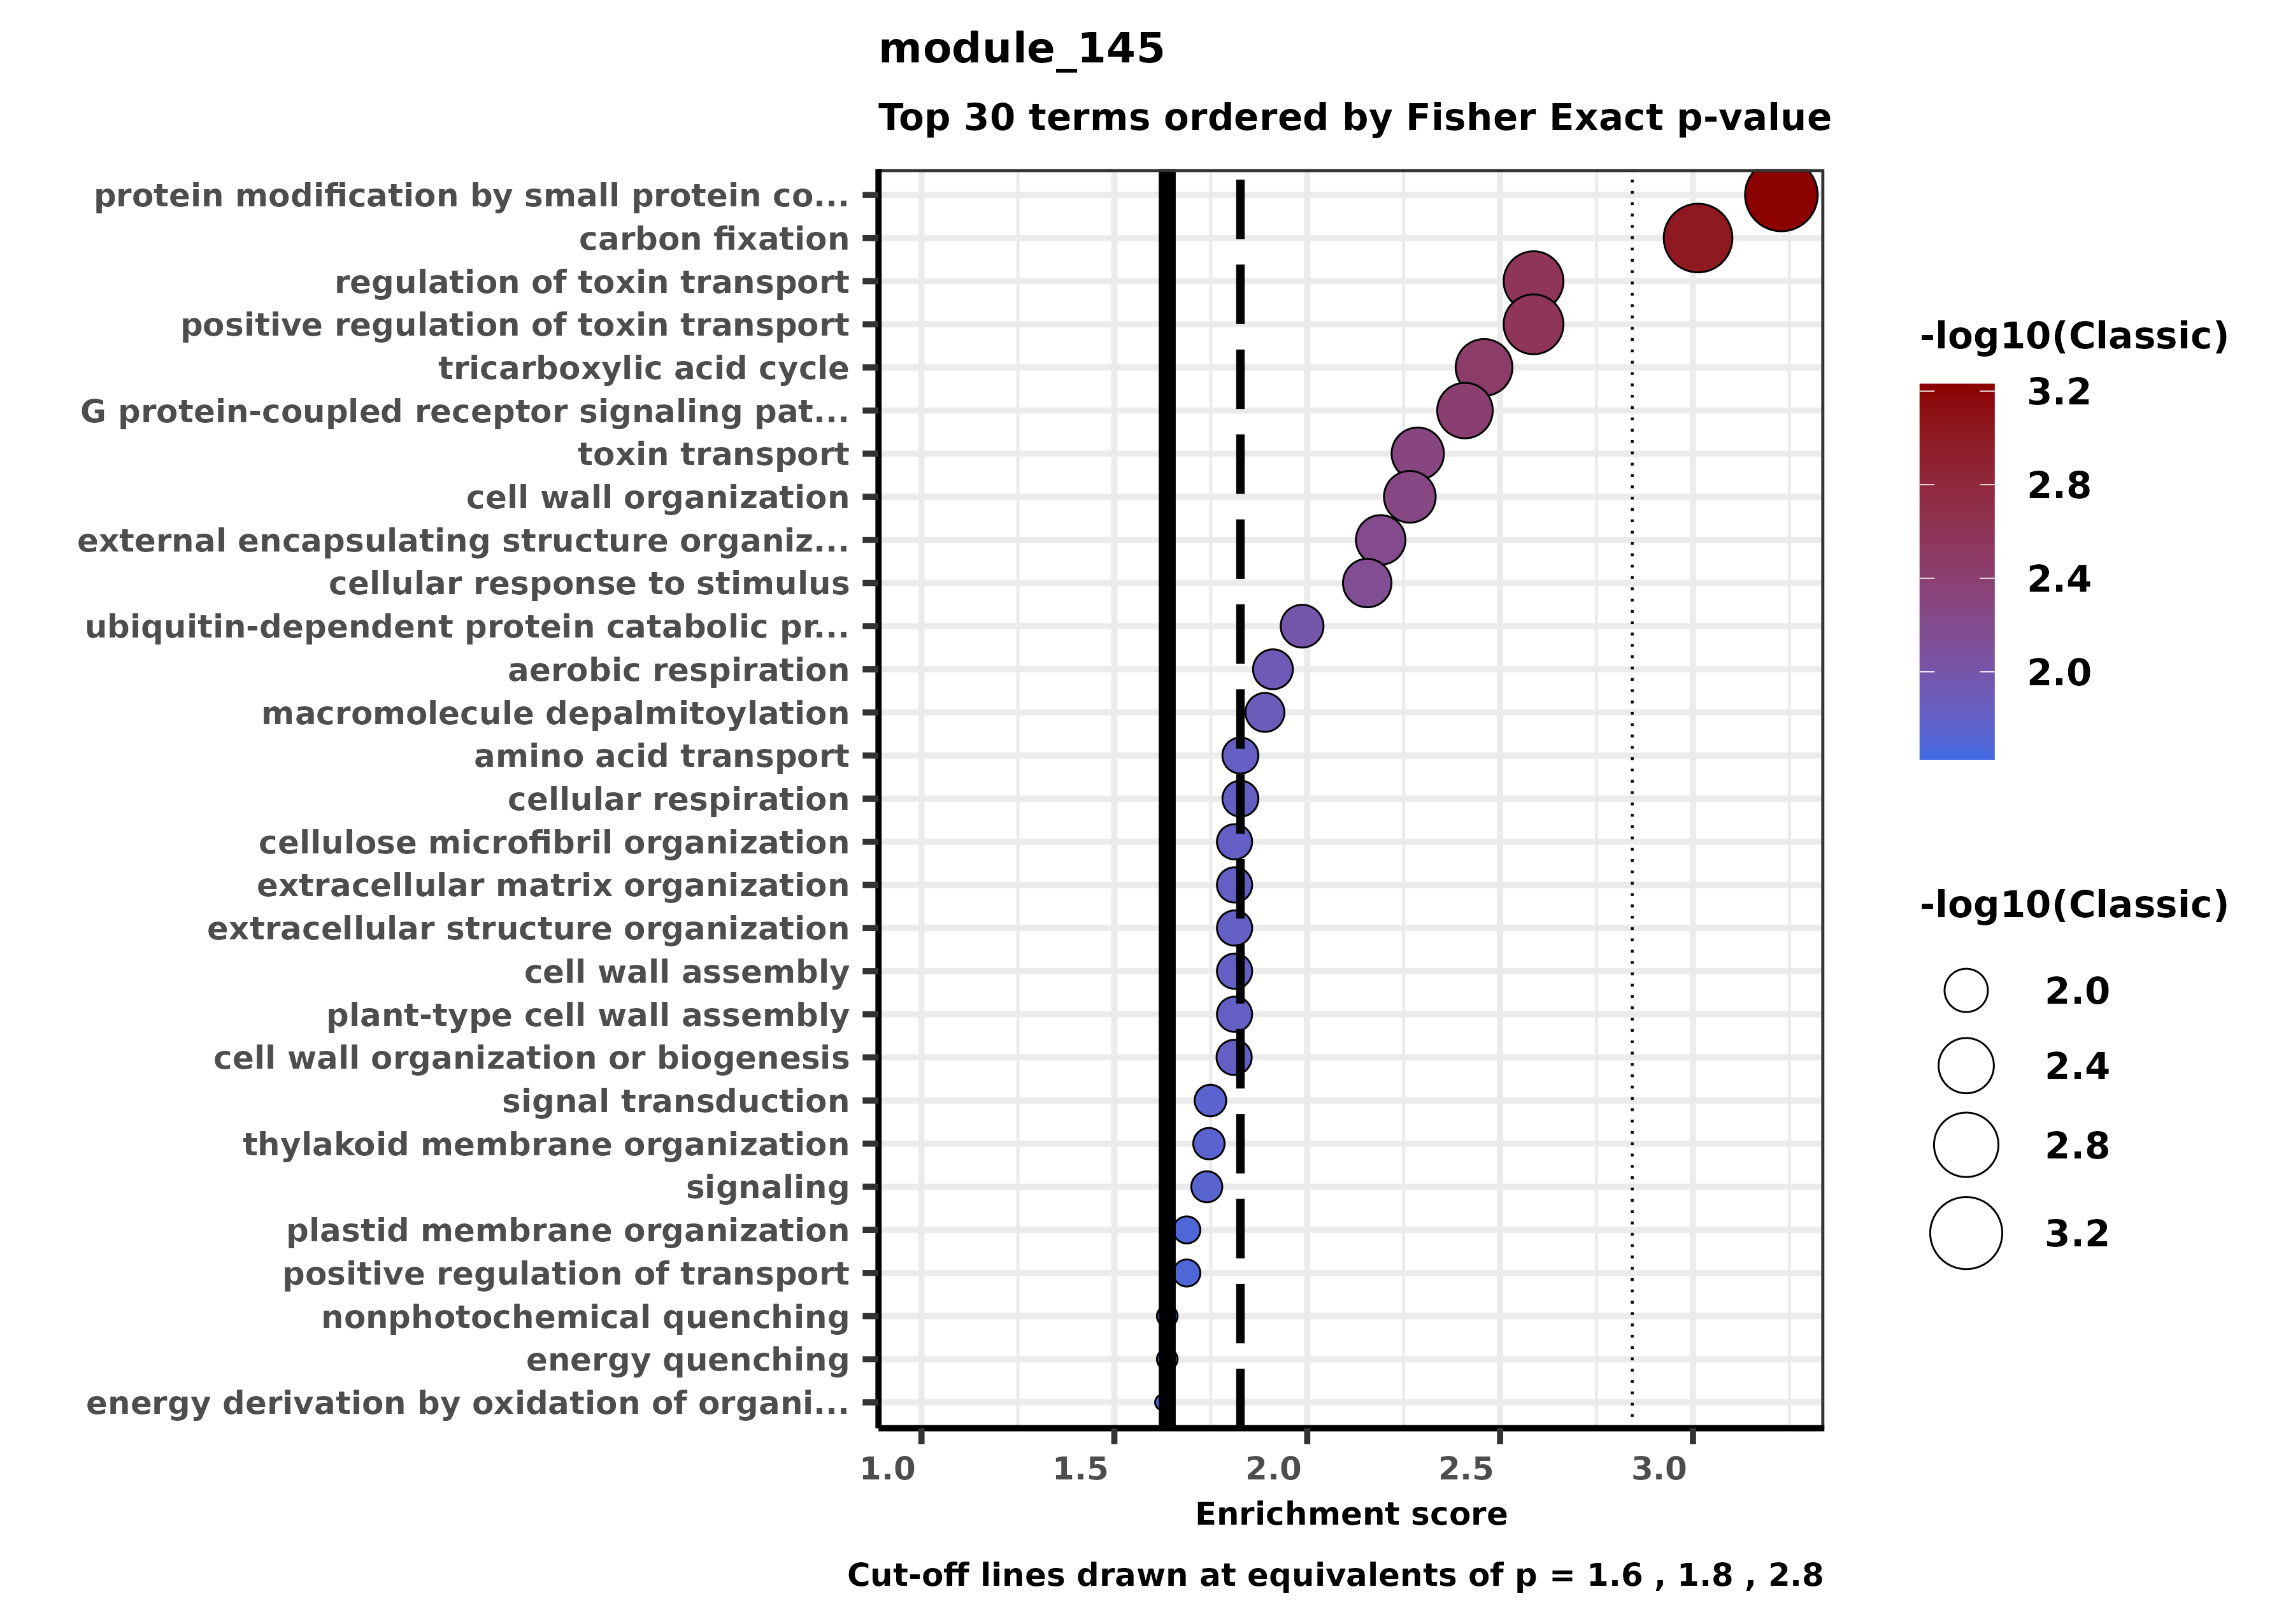 module_145
Top 30 terms ordered by Fisher Exact p-value
protein modification by small protein co...
carbon fixation
regulation of toxin transport
positive regulation of toxin transport
tricarboxylic acid cycle
G protein-coupled receptor signaling pat...
toxin transport
cell wall organization
external encapsulating structure organiz...
cellular response to stimulus
ubiquitin-dependent protein catabolic pr...
aerobic respiration
macromolecule depalmitoylation
amino acid transport
cellular respiration
cellulose microfibril organization
extracellular matrix organization
extracellular structure organization
cell wall assembly
plant-type cell wall assembly
cell wall organization or biogenesis
signal transduction
thylakoid membrane organization
signaling
plastid membrane organization
positive regulation of transport
nonphotochemical quenching
energy quenching
energy derivation by oxidation of organi...
1.0 1.5 2.0 2.5 3.0
Enrichment score
Cut-off lines drawn at equivalents of p = 1.6 , 1.8 , 2.8
-log10(Classic)
3.2
2.8
2.4
2.0
-log10(Classic)
2.0
2.4
2.8
3.2